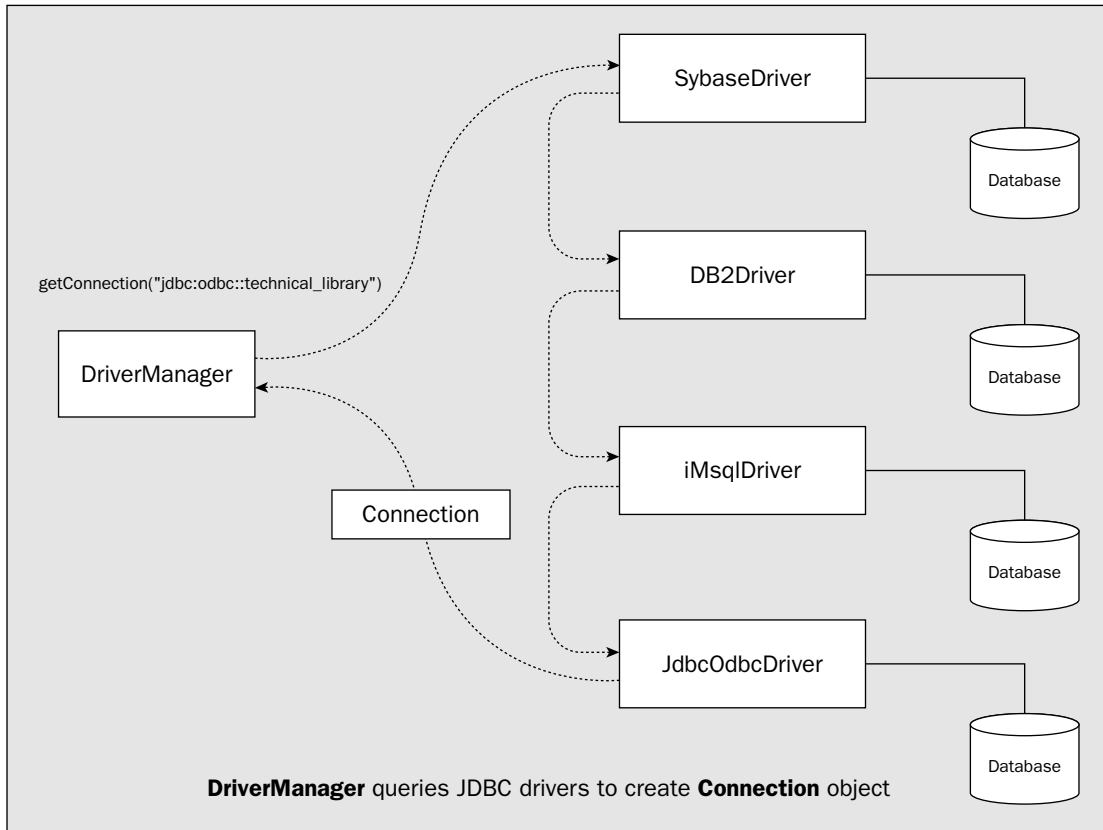 SybaseDriver
Database
getConnection("jdbc:odbc::technical_library")
DB2Driver
DriverManager
Database
iMsqlDriver
Connection
Database
JdbcOdbcDriver
Database
DriverManager queries JDBC drivers to create Connection object